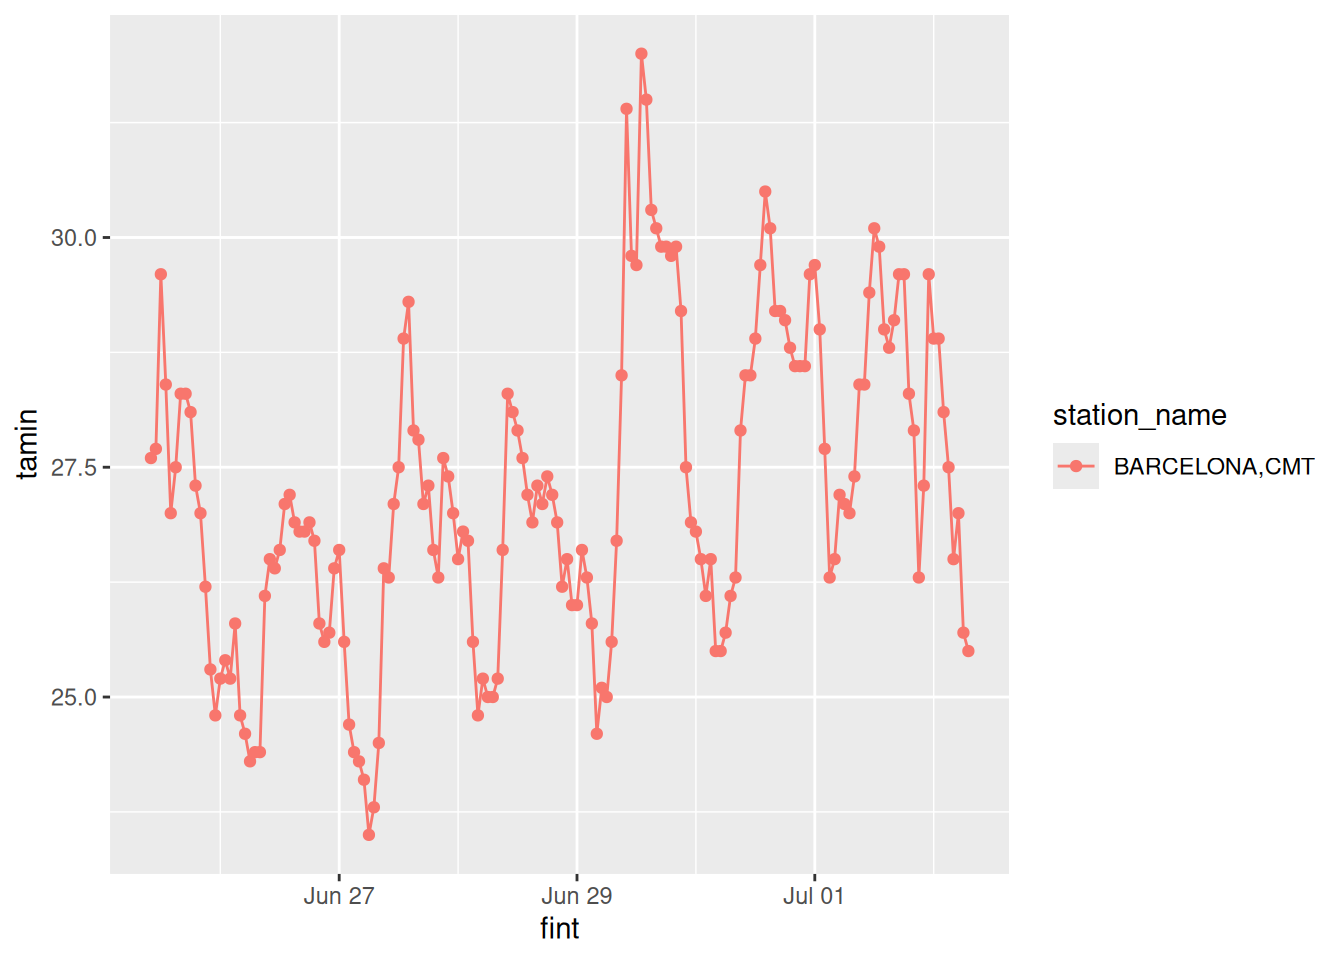 tamin
30.0
27.5
25.0
Jun 27
Jun 29
Jul 01
fint
station_name
BARCELONA,CMT